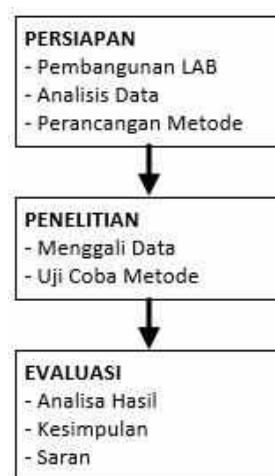 PERSIAPAN
- Pembangunan LAB
- Analisis Data
- Perancangan Metode
PENELITIAN
- Menggali Data
- Uji Coba Metode
EVALUASI
- Analisa Hasil
- Kesimpulan
- Saran